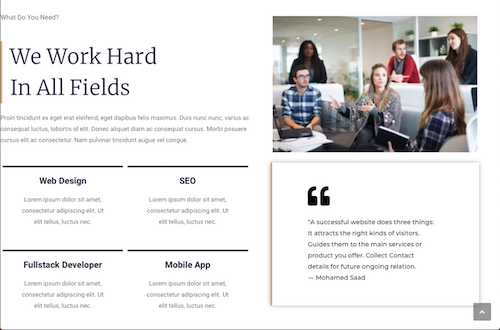 What Do You Need?
We Work Hard
In All Fields
Proin tincidunt ex eget erat eleifend, eget dapibus felis maximus. Duis nunc nunc, varius ac
consequat luctus, lobortis id elit. Donec aliquet diam ac consequat cursus. Morbi posuere
cursus elit ac consectetur. Nam pulvinar tincidunt augue vel congue.
Web Design
Lorem ipsum dolor sit amet,
consectetur adipiscing elit. Ut
elit tellus, luctus nec.
SEO
Lorem ipsum dolor sit amet,
consectetur adipiscing elit. Ut
elit tellus, luctus nec.
Fullstack Developer
Lorem ipsum dolor sit amet,
consectetur adipiscing elit. Ut
elit tellus, luctus nec.
Mobile App
Lorem ipsum dolor sit amet,
consectetur adipiscing elit. Ut
elit tellus, luctus nec.
"A successful website does three things:
It attracts the right kinds of visitors.
Guides them to the main services or
product you offer. Collect Contact
details for future ongoing relation.
— Mohamed Saad